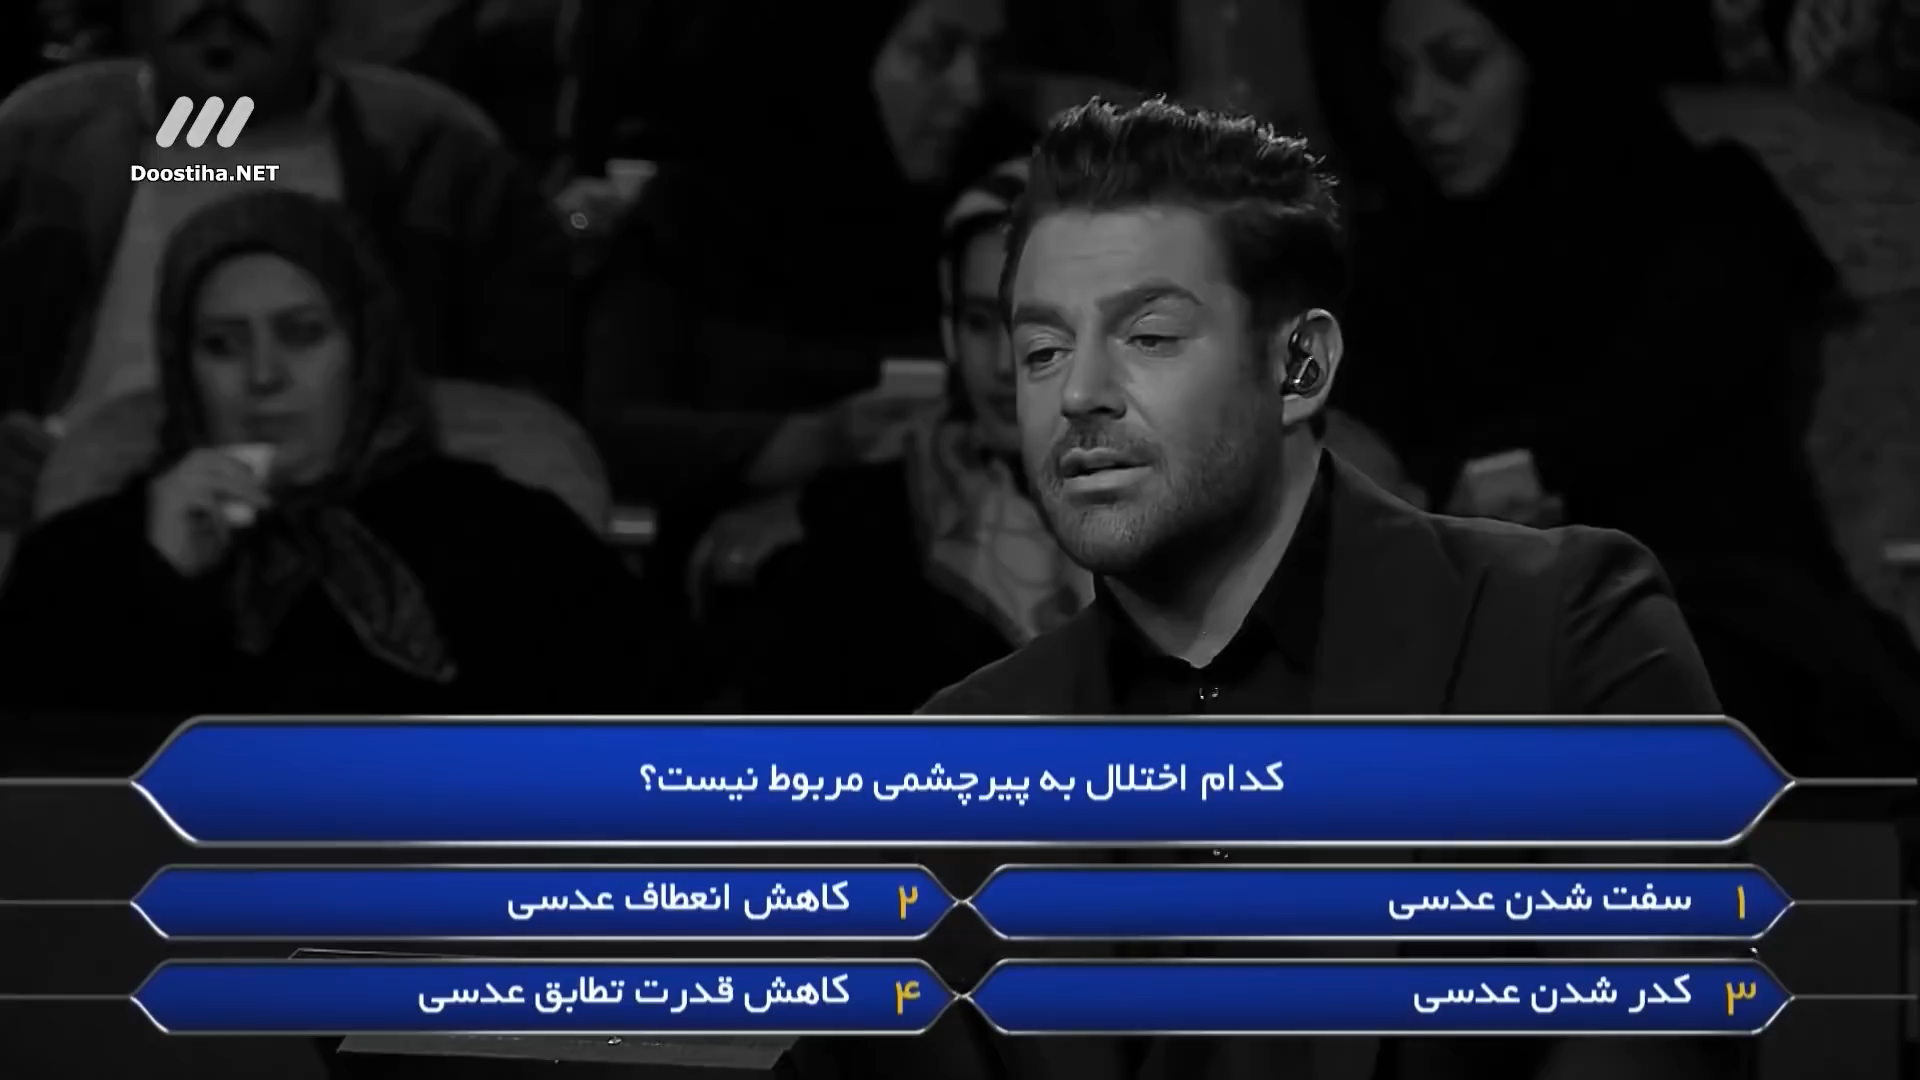 Doostiha.NET
کدام اختلال به پیرچشمی مربوط نیست؟
۱ سفت شدن عدسی
۲ کاهش انعطاف عدسی
۳ کدر شدن عدسی
۴ کاهش قدرت تطابق عدسی